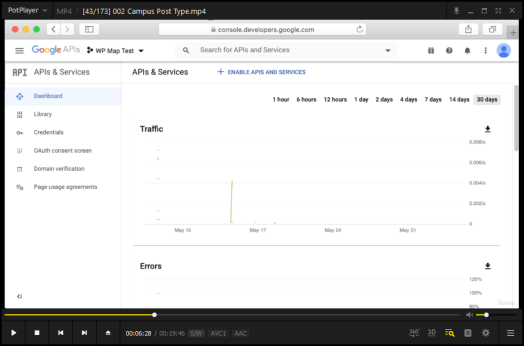 PotPlayer MP4 [43/173] 002 Campus Post Type.mp4
console.developers.google.com
Google APIs WP Map Test Search for APIs and Services
API APIs & Services
APIs & Services + ENABLE APIS AND SERVICES
Dashboard
Library
Credentials
OAuth consent screen
Domain verification
Page usage agreements
1 hour 6 hours 12 hours 1 day 2 days 4 days 7 days 14 days 30 days
Traffic
0.008/s
0.006/s
0.004/s
0.002/s
0
May 10 May 17 May 24 May 31
Errors
120%
100%
80%
00:06:28 / 00:19:46 S/W AVC1 AAC
360° 3D